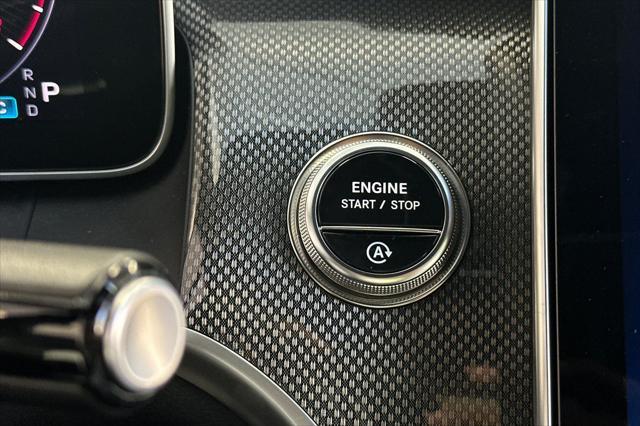 R
N P
C D
ENGINE
START / STOP
A